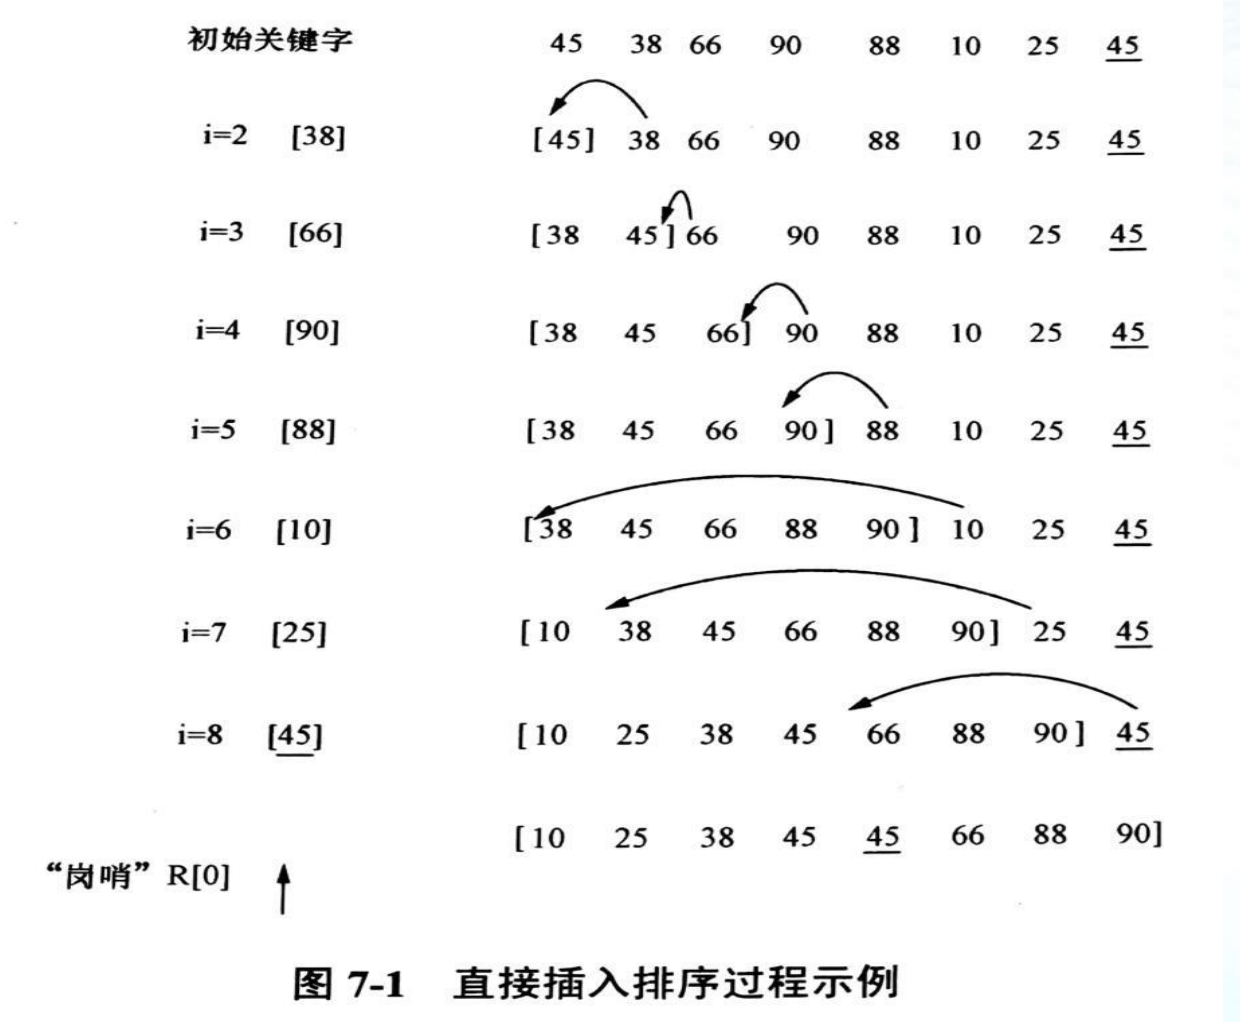 初始关键字 45 38 66 90 88 10 25 45
i=2 [38] [45] 38 66 90 88 10 25 45
i=3 [66] [38 45] 66 90 88 10 25 45
i=4 [90] [38 45 66] 90 88 10 25 45
i=5 [88] [38 45 66 90] 88 10 25 45
i=6 [10] [38 45 66 88 90] 10 25 45
i=7 [25] [10 38 45 66 88 90] 25 45
i=8 [45] [10 25 38 45 66 88 90] 45
[10 25 38 45 45 66 88 90]
“岗哨” R[0]
图 7-1 直接插入排序过程示例